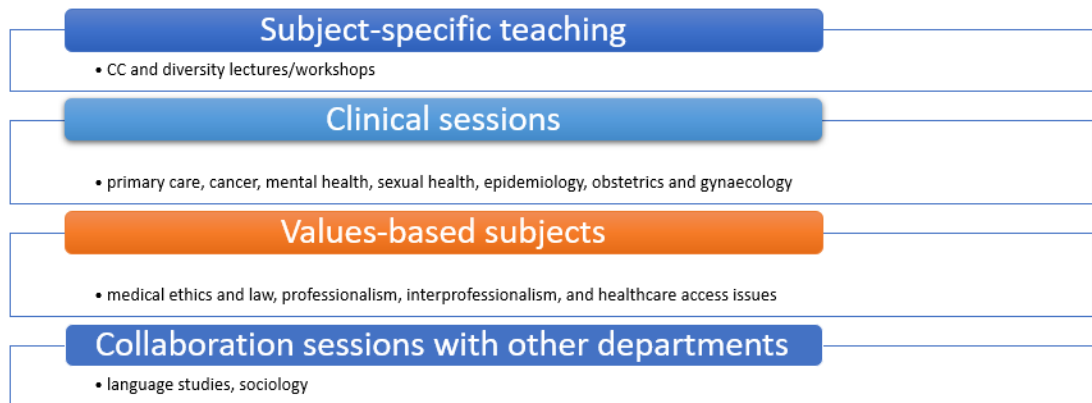 Subject-specific teaching
• CC and diversity lectures/workshops
Clinical sessions
• primary care, cancer, mental health, sexual health, epidemiology, obstetrics and gynaecology
Values-based subjects
• medical ethics and law, professionalism, interprofessionalism, and healthcare access issues
Collaboration sessions with other departments
• language studies, sociology